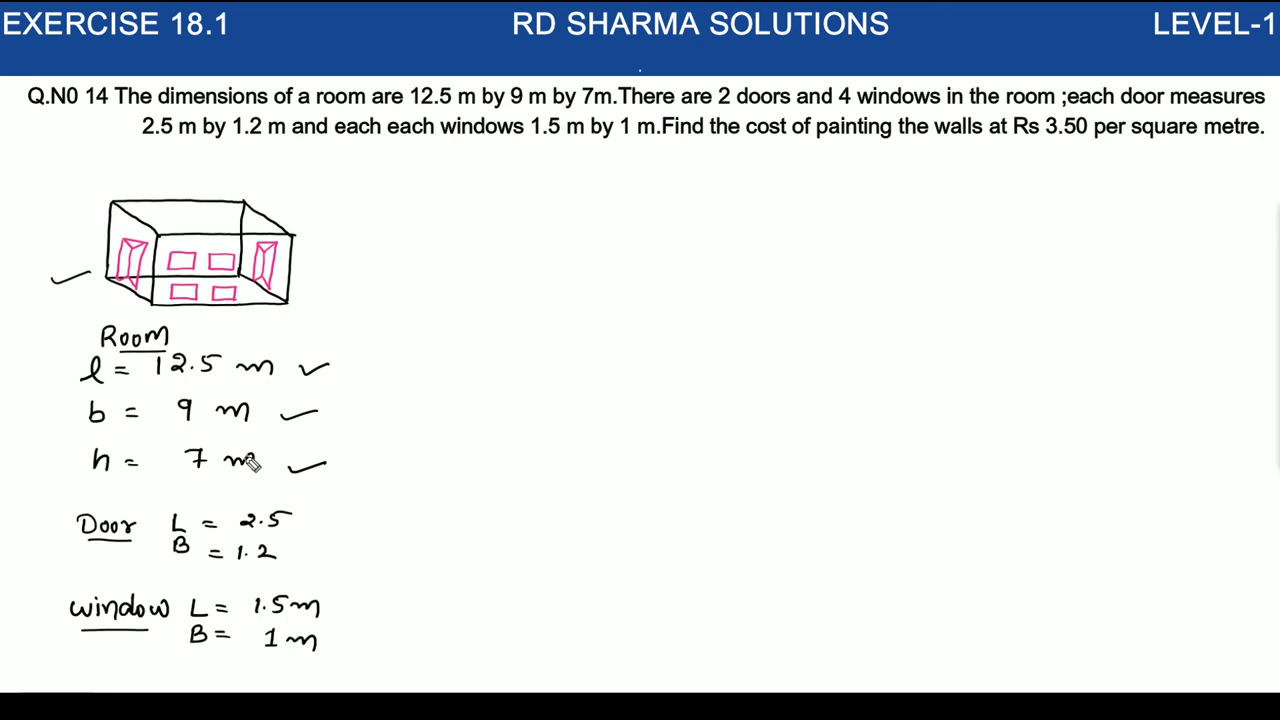 EXERCISE 18.1 RD SHARMA SOLUTIONS LEVEL-1
Q.N0 14 The dimensions of a room are 12.5 m by 9 m by 7m.There are 2 doors and 4 windows in the room ;each door measures
2.5 m by 1.2 m and each each windows 1.5 m by 1 m.Find the cost of painting the walls at Rs 3.50 per square metre.
Room
l = 12.5 m
b = 9 m
h = 7 m
Door L = 2.5
B = 1.2
window L = 1.5m
B = 1 m